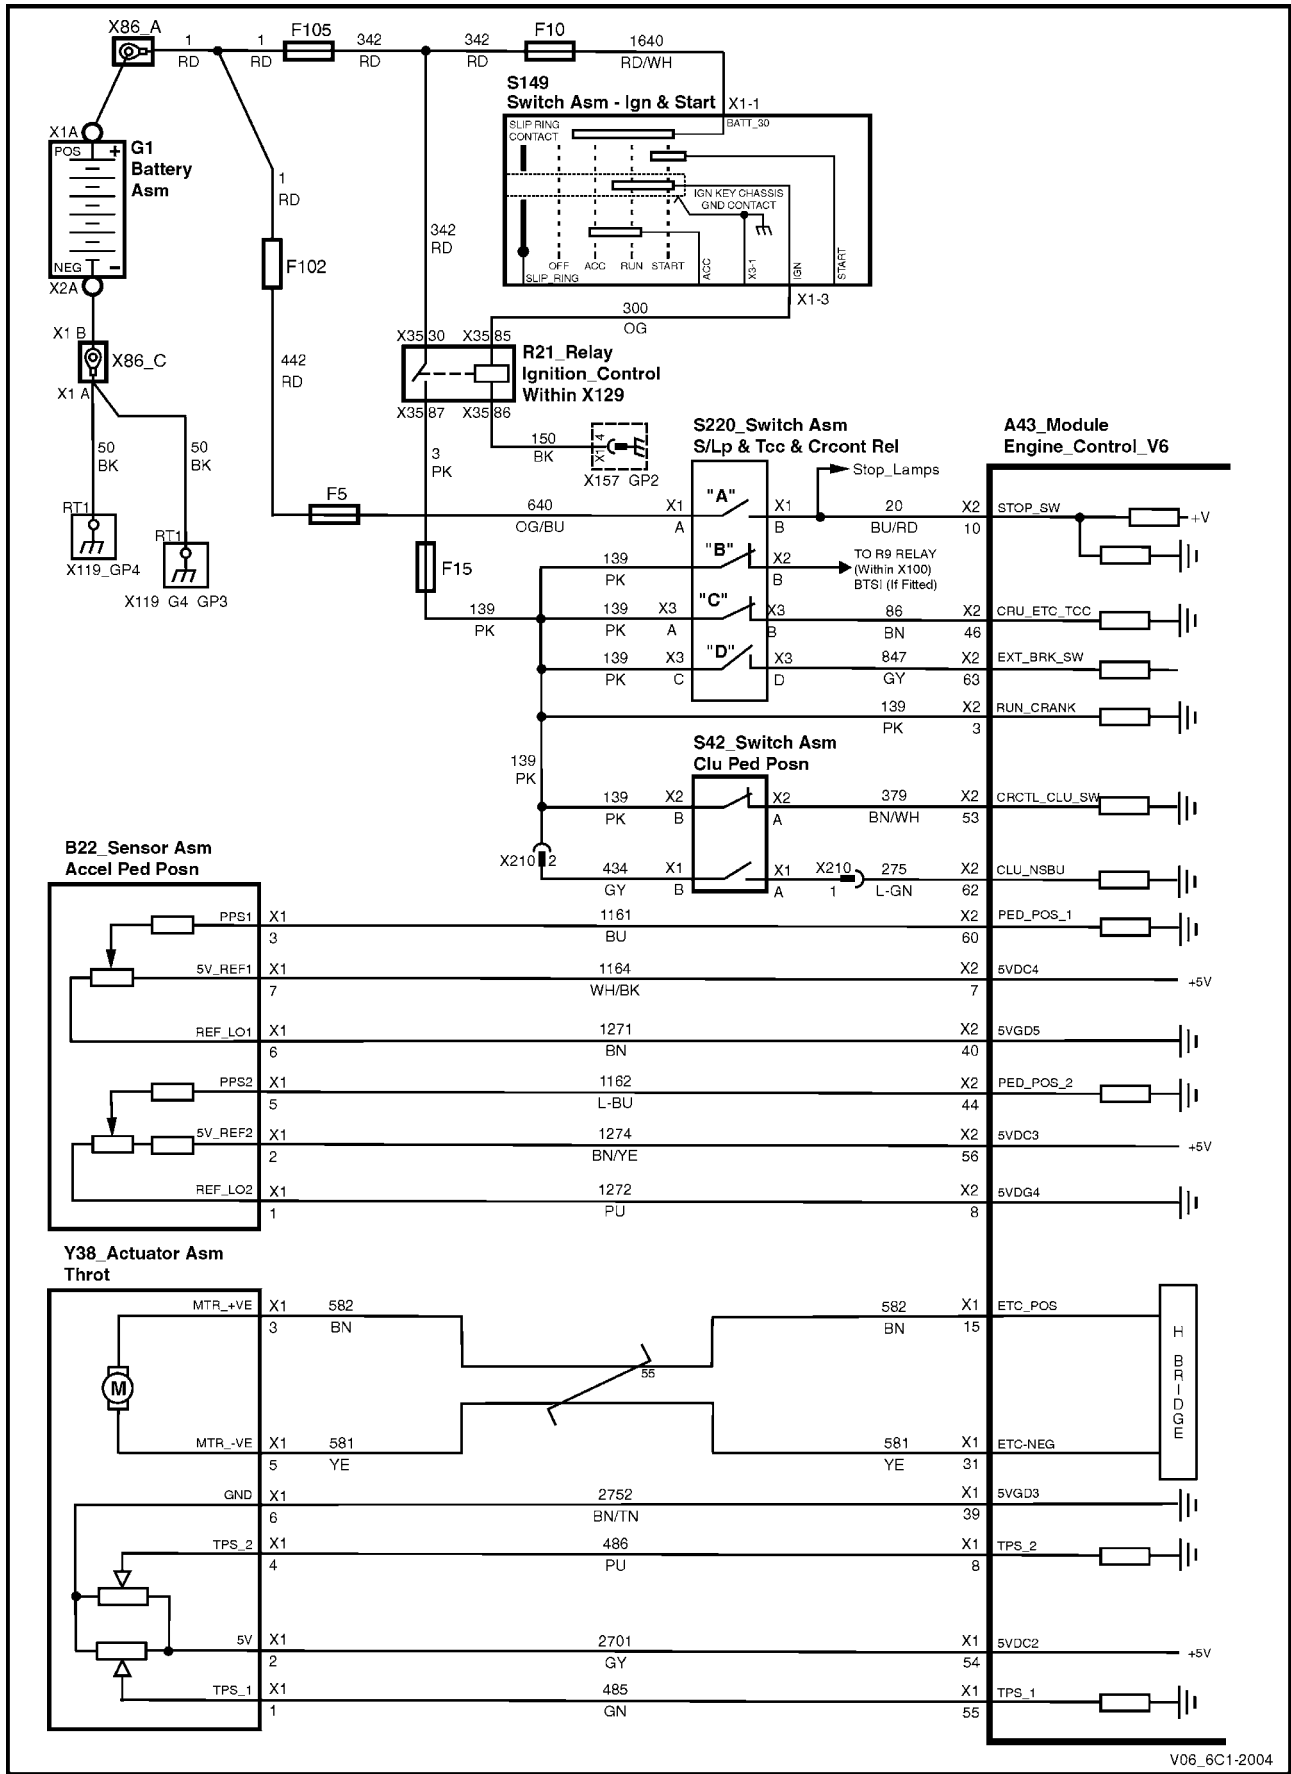 X86_A
1
RD
1
RD
F105
342
RD
342
RD
F10
1640
RD/WH
S149
Switch Asm - Ign & Start
X1-1
SLIP RING
CONTACT
BATT_30
IGN KEY CHASSIS
GND CONTACT
OFF ACC RUN START
SLIP_RING
ACC
X3-1
IGN
START
X1-3
X1A
POS +
G1
Battery
Asm
NEG -
X2A
1
RD
F102
342
RD
300
OG
X1 B
X86_C
X1 A
442
RD
X35 30
X35 85
R21_Relay
Ignition_Control
Within X129
X35 87
X35 86
50
BK
50
BK
3
PK
150
BK
X1 4
X157 GP2
RT1
X119_GP4
RT1
X119 G4 GP3
S220_Switch Asm
S/Lp & Tcc & Crcont Rel
A43_Module
Engine_Control_V6
Stop_Lamps
F5
640
OG/BU
X1
A
"A"
X1
B
20
BU/RD
X2
10
STOP_SW
+V
F15
139
PK
"B"
X2
B
TO R9 RELAY
(Within X100)
BTSI (If Fitted)
139
PK
139
PK
X3
A
"C"
X3
B
86
BN
X2
46
CRU_ETC_TCC
139
PK
X3
C
"D"
X3
D
847
GY
X2
63
EXT_BRK_SW
139
PK
X2
3
RUN_CRANK
S42_Switch Asm
Clu Ped Posn
139
PK
139
PK
X2
B
X2
A
379
BN/WH
X2
53
CRCTL_CLU_SW
X210 2
434
GY
X1
B
X1
A
X210
1
275
L-GN
X2
62
CLU_NSBU
B22_Sensor Asm
Accel Ped Posn
PPS1
X1
3
1161
BU
X2
60
PED_POS_1
5V_REF1
X1
7
1164
WH/BK
X2
7
5VDC4
+5V
REF_LO1
X1
6
1271
BN
X2
40
5VGD5
PPS2
X1
5
1162
L-BU
X2
44
PED_POS_2
5V_REF2
X1
2
1274
BN/YE
X2
56
5VDC3
+5V
REF_LO2
X1
1
1272
PU
X2
8
5VDG4
Y38_Actuator Asm
Throt
MTR_+VE
X1
3
582
BN
582
BN
X1
15
ETC_POS
M
55
H BRIDGE
MTR_-VE
X1
5
581
YE
581
YE
X1
31
ETC-NEG
GND
X1
6
2752
BN/TN
X1
39
5VGD3
TPS_2
X1
4
486
PU
X1
8
TPS_2
5V
X1
2
2701
GY
X1
54
5VDC2
+5V
TPS_1
X1
1
485
GN
X1
55
TPS_1
V06_6C1-2004